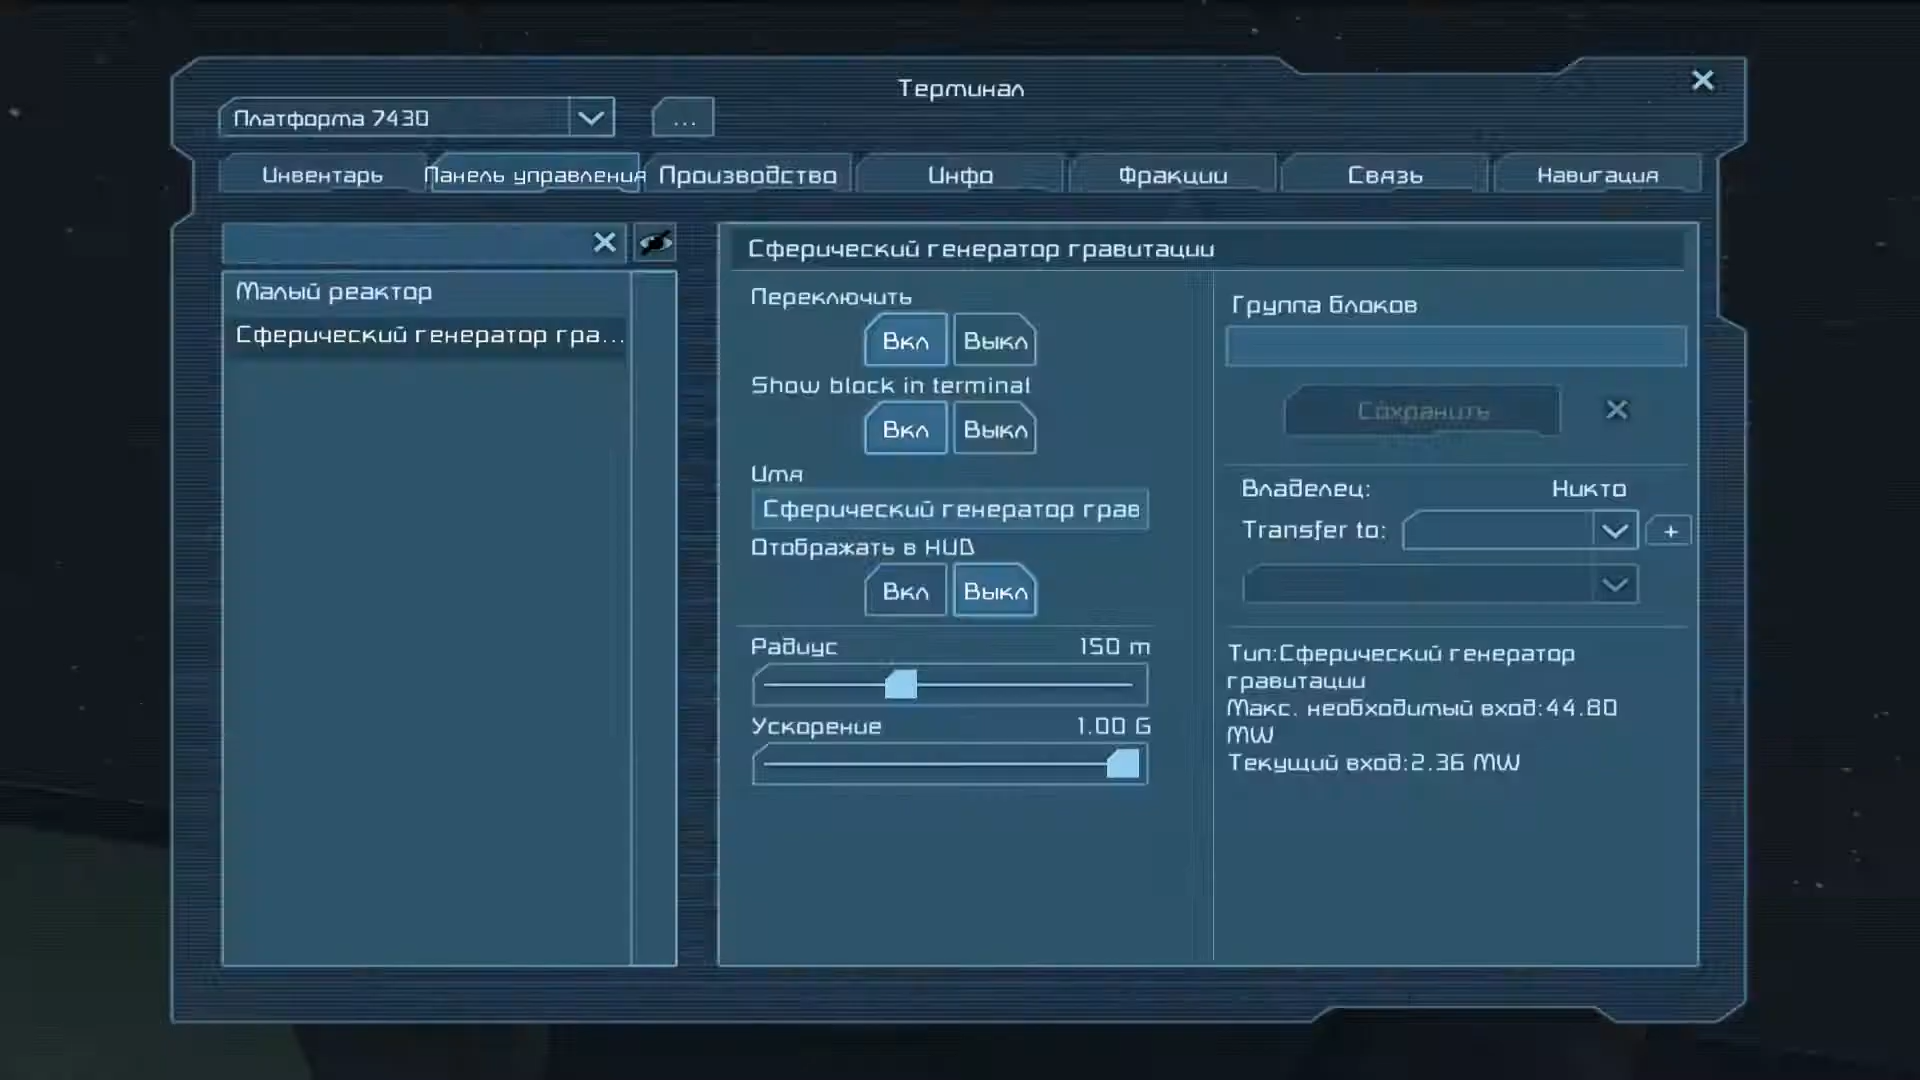 Терминал
Платформа 7430
...
Инвентарь
Панель управления
Производство
Инфо
Фракции
Связь
Навигация
Малый реактор
Сферический генератор гра...
Сферический генератор гравитации
Переключить
Вкл Выкл
Show block in terminal
Вкл Выкл
Имя
Сферический генератор грав
Отображать в HUD
Вкл Выкл
Радиус 150 m
Ускорение 1.00 G
Группа блоков
Сохранить
Владелец: Никто
Transfer to:
+
Тип:Сферический генератор
гравитации
Макс. необходимый вход:44.80
MW
Текущий вход:2.36 MW